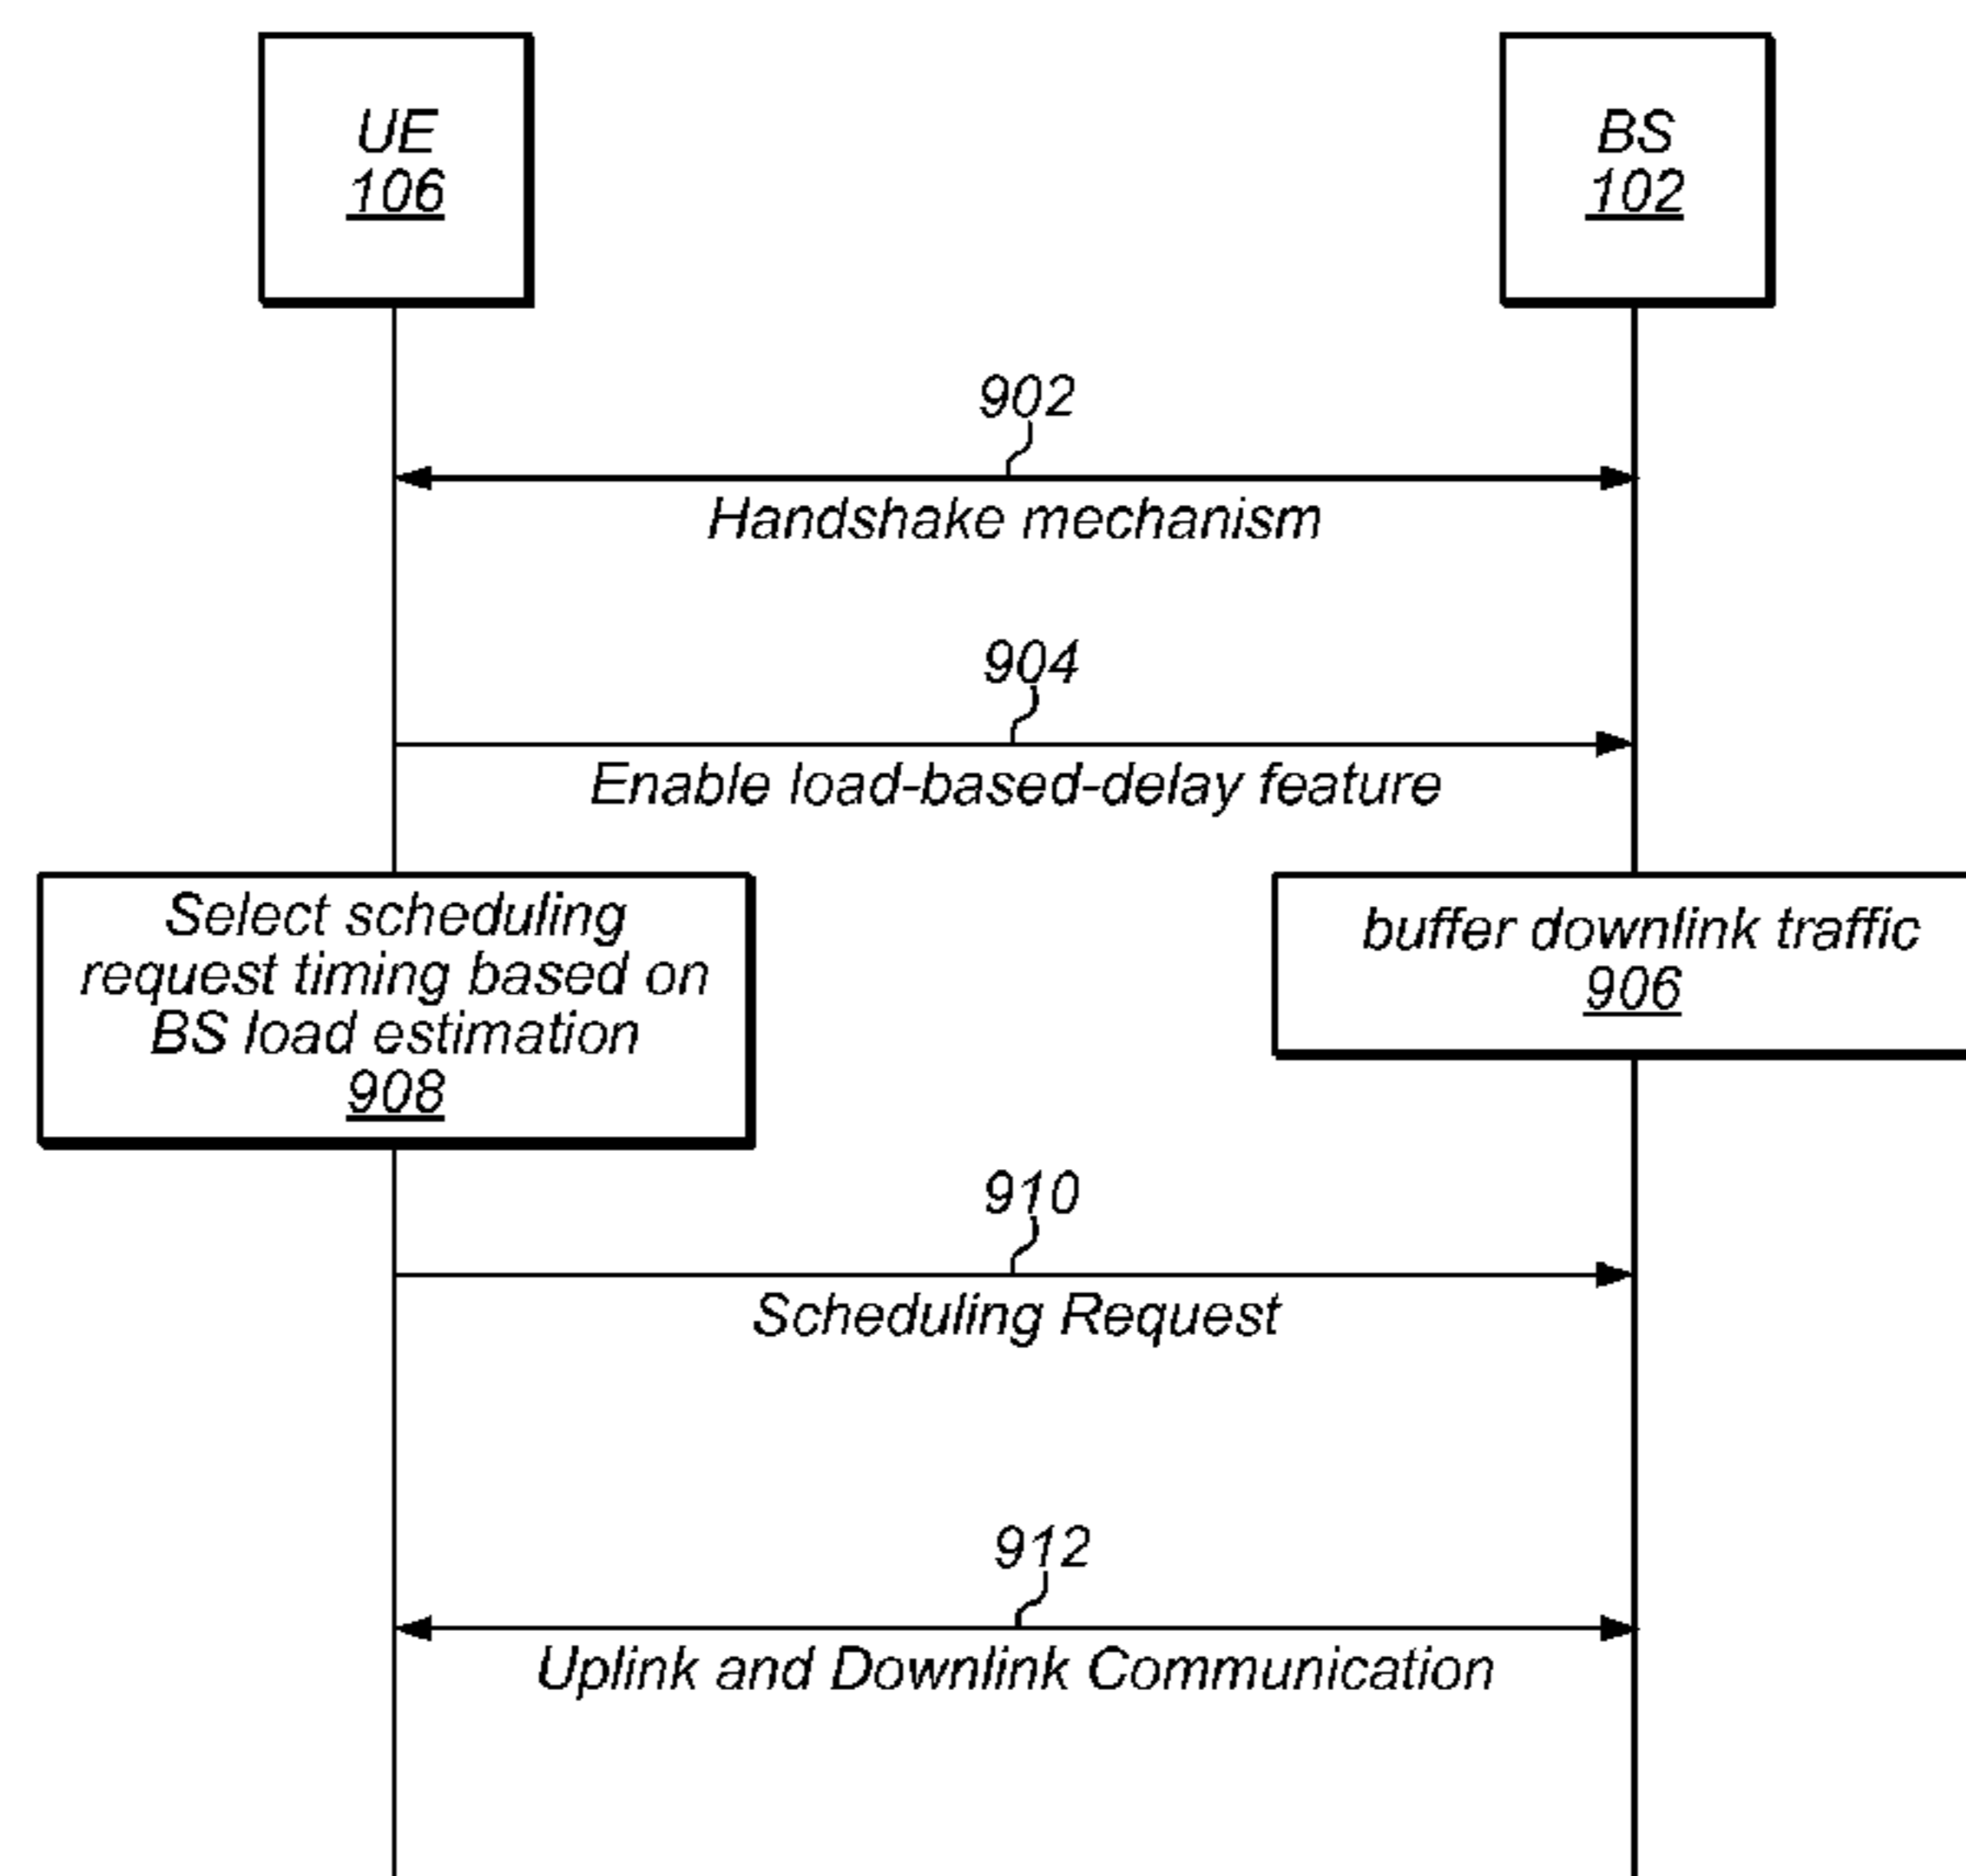 UE
106
BS
102
902
Handshake mechanism
904
Enable load-based-delay feature
Select scheduling
request timing based on
BS load estimation
908
buffer downlink traffic
906
910
Scheduling Request
912
Uplink and Downlink Communication